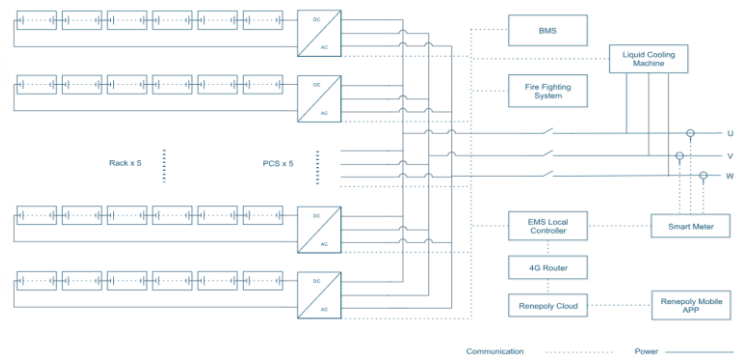 DC
AC
BMS
Liquid Cooling
Machine
DC
AC
Fire Fighting
System
U
V
W
Rack x 5
PCS x 5
DC
AC
EMS Local
Controller
Smart Meter
4G Router
DC
AC
Renepoly Cloud
Renepoly Mobile
APP
Communication
Power